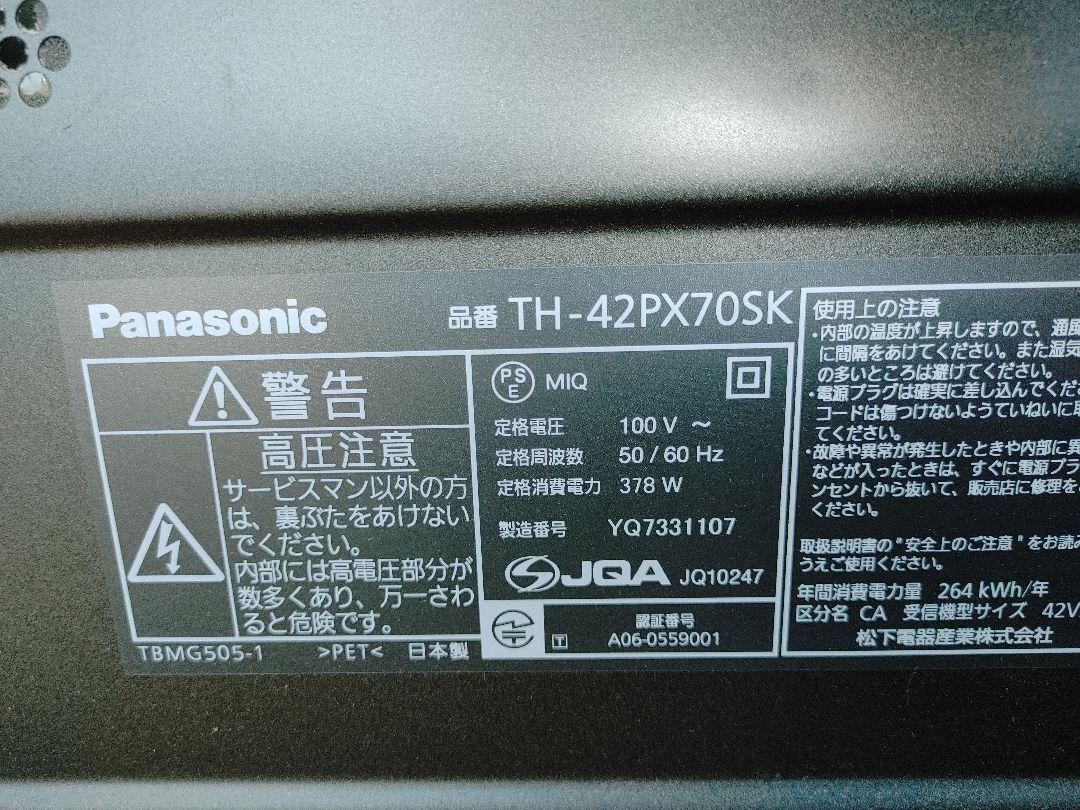 Panasonic
品番 TH-42PX70SK
警告
高圧注意
サービスマン以外の方
は、裏ぶたをあけない
でください。
内部には高電圧部分が
数多くあり、万一さわ
ると危険です。
TBMG505-1 >PET< 日本製
PSE MIQ
定格電圧 100 V ~
定格周波数 50 / 60 Hz
定格消費電力 378 W
製造番号 YQ7331107
JQA JQ10247
T
認証番号
A06-0559001
使用上の注意
・内部の温度が上昇しますので、通風
に間隔をあけてください。また湿気
の多いところは避けてください。
・電源プラグは確実に差し込んでくだ
コードは傷つけないようていねいに取
てください。
・故障や異常が発生したときや内部に異
などが入ったときは、すぐに電源プラ
ンセントから抜いて、販売店に修理を
ください。
取扱説明書の"安全上のご注意"をお読み
うえご使用ください。
年間消費電力量 264 kWh/年
区分名 CA 受信機型サイズ 42V
松下電器産業株式会社